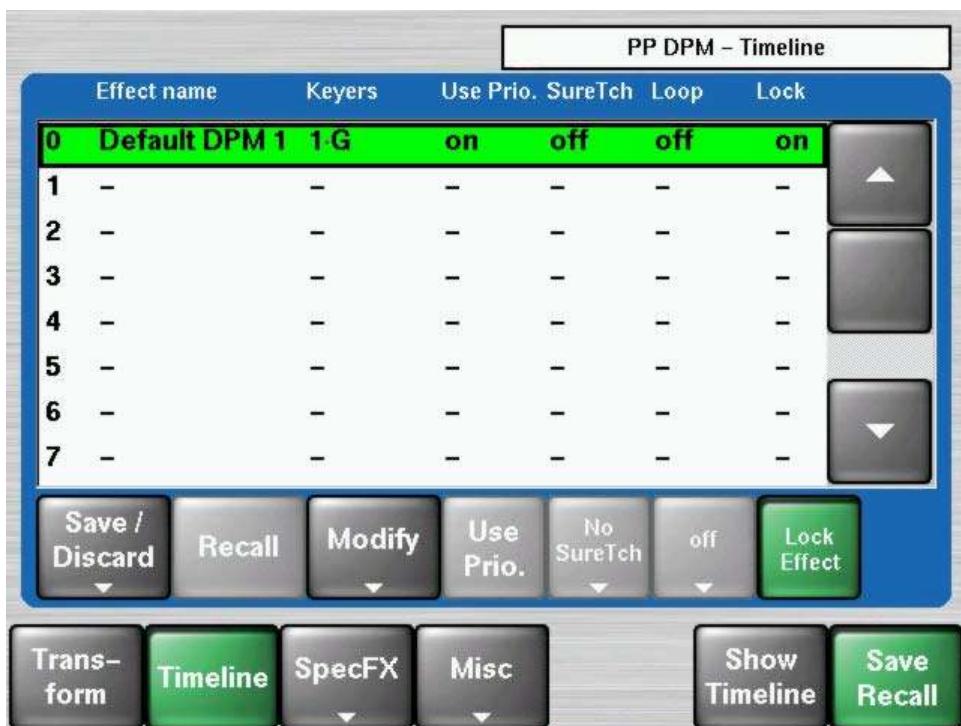 PP DPM – Timeline
Effect name Keyers Use Prio. SureTch Loop Lock
0 Default DPM 1 1·G on off off on
1 – – – – – –
2 – – – – – –
3 – – – – – –
4 – – – – – –
5 – – – – – –
6 – – – – – –
7 – – – – – –
Save /
Discard
Recall
Modify
Use
Prio.
No
SureTch
off
Lock
Effect
Trans–
form
Timeline
SpecFX
Misc
Show
Timeline
Save
Recall